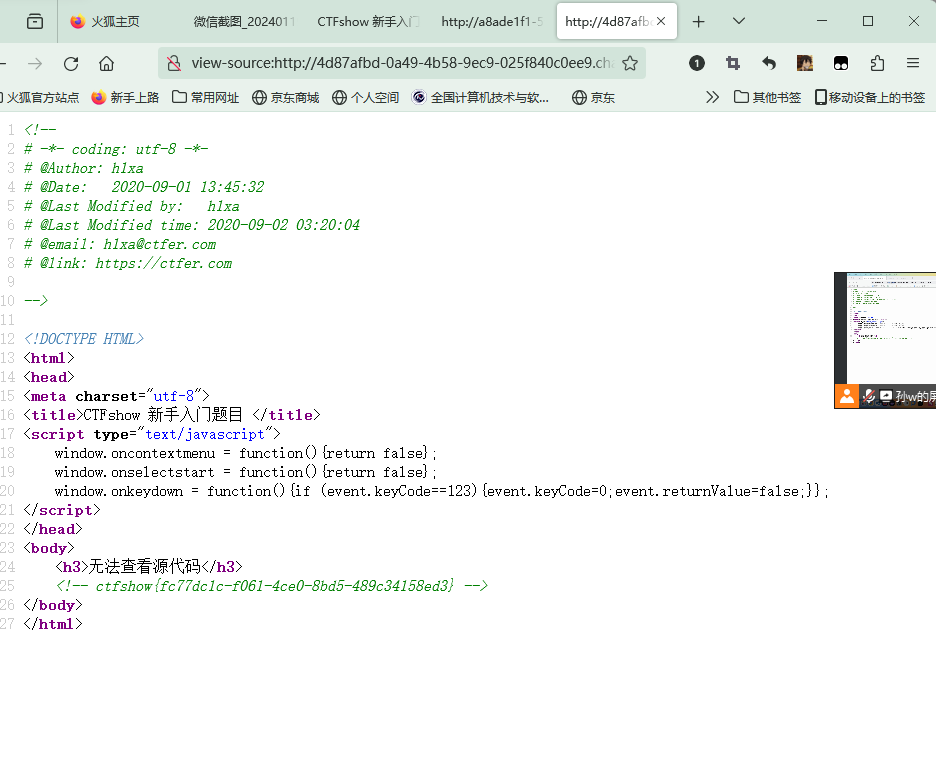 火狐主页
微信截图_2024011
CTFshow 新手入门
http://a8ade1f1-5
http://4d87afb
view-source:http://4d87afbd-0a49-4b58-9ec9-025f840c0ee9.cha
1
火狐官方站点
新手上路
常用网址
京东商城
个人空间
全国计算机技术与软...
京东
其他书签
移动设备上的书签
1 <!--
2 # -*- coding: utf-8 -*-
3 # @Author: hlxa
4 # @Date:   2020-09-01 13:45:32
5 # @Last Modified by:   hlxa
6 # @Last Modified time: 2020-09-02 03:20:04
7 # @email: hlxa@ctfer.com
8 # @link: https://ctfer.com
9
10 -->
11
12 <!DOCTYPE HTML>
13 <html>
14 <head>
15 <meta charset="utf-8">
16 <title>CTFshow 新手入门题目 </title>
17 <script type="text/javascript">
18     window.oncontextmenu = function(){return false};
19     window.onselectstart = function(){return false};
20     window.onkeydown = function(){if (event.keyCode==123){event.keyCode=0;event.returnValue=false;}};
21 </script>
22 </head>
23 <body>
24     <h3>无法查看源代码</h3>
25     <!-- ctfshow{fc77dc1c-f061-4ce0-8bd5-489c34158ed3} -->
26 </body>
27 </html>
孙w的屏